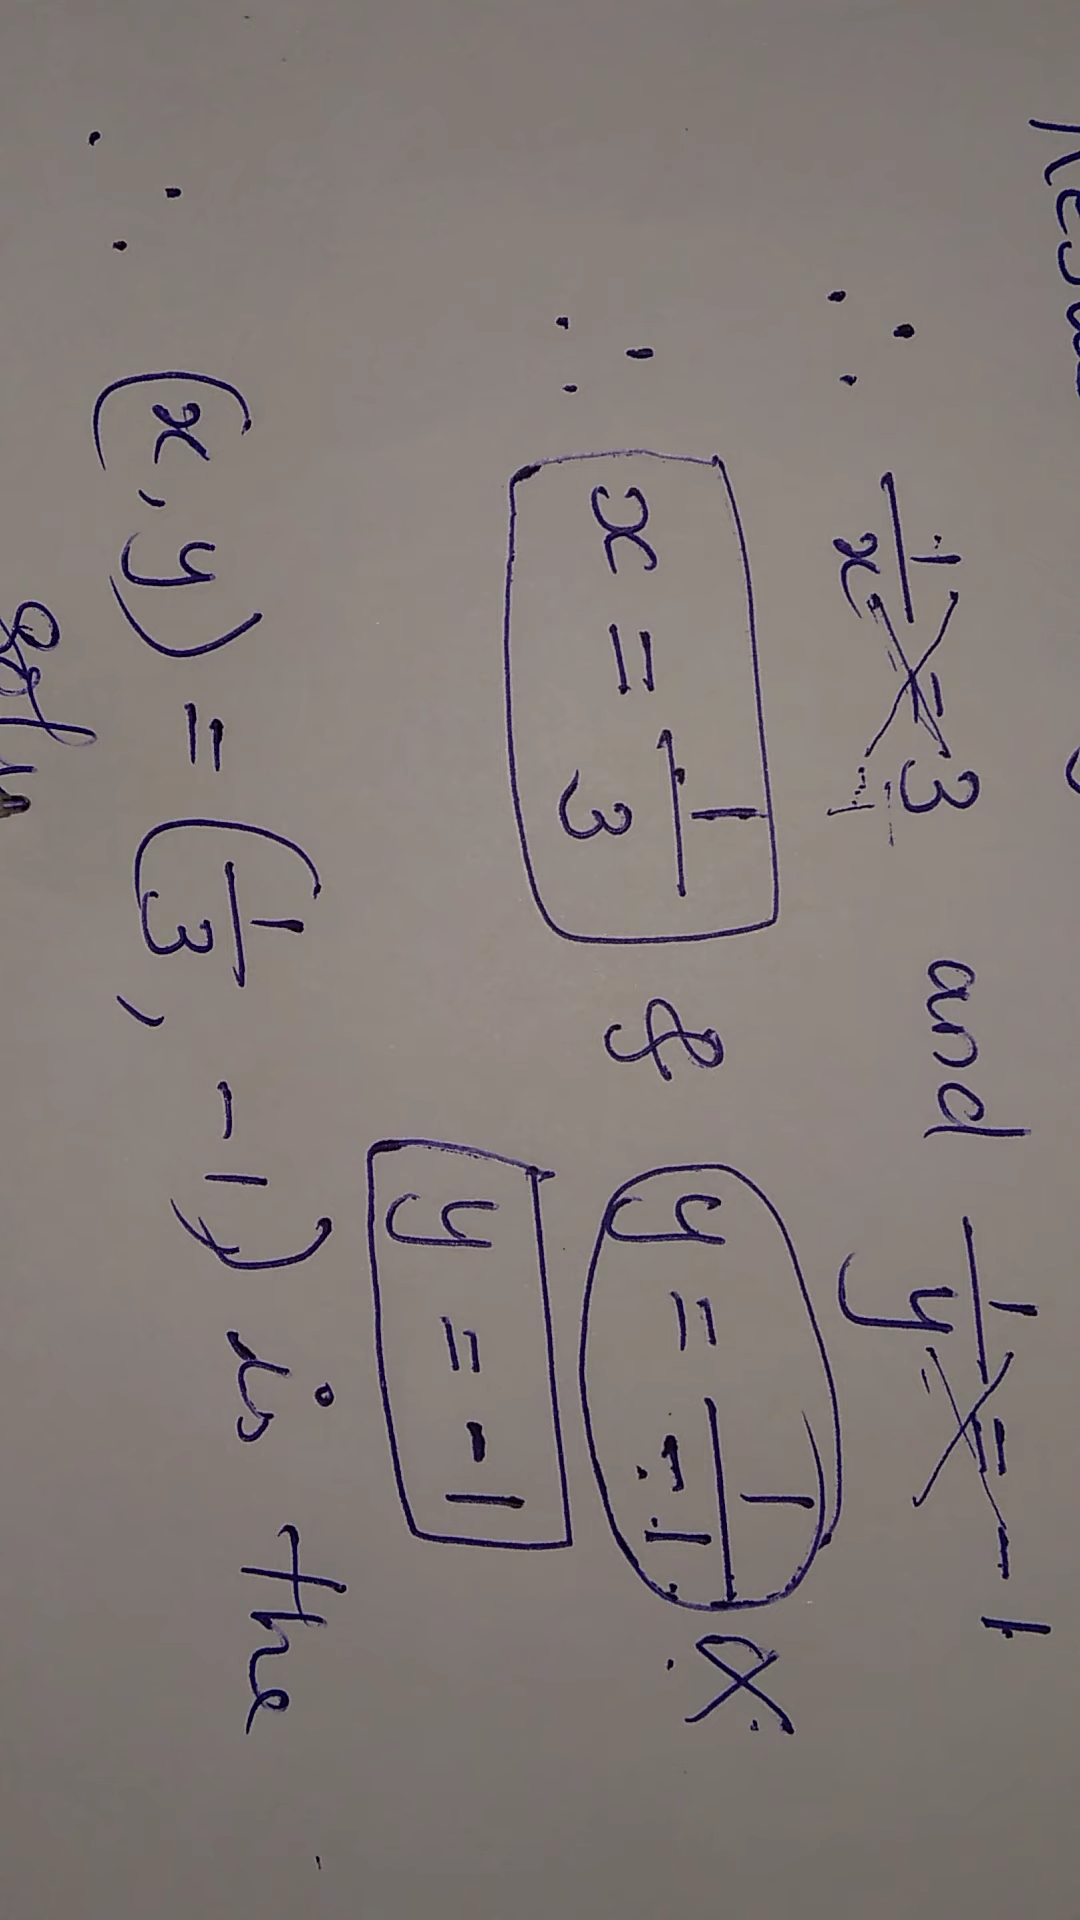 ∴ 1/x = 3 and 1/y = -1
∴ x = 1/3 & y = 1/-1 X
y = -1
∴ (x, y) = (1/3, -1) is the